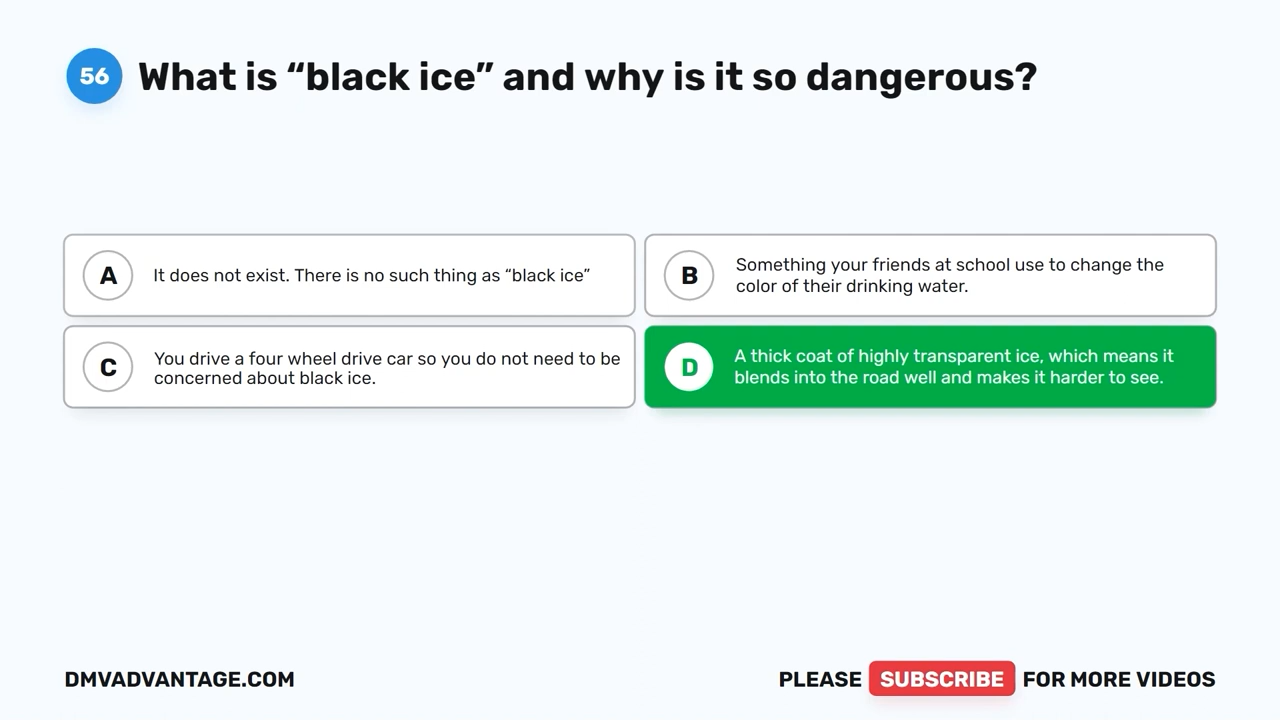 56 What is “black ice” and why is it so dangerous?
A It does not exist. There is no such thing as “black ice”
B Something your friends at school use to change the
color of their drinking water.
C You drive a four wheel drive car so you do not need to be
concerned about black ice.
D A thick coat of highly transparent ice, which means it
blends into the road well and makes it harder to see.
DMVADVANTAGE.COM
PLEASE SUBSCRIBE FOR MORE VIDEOS